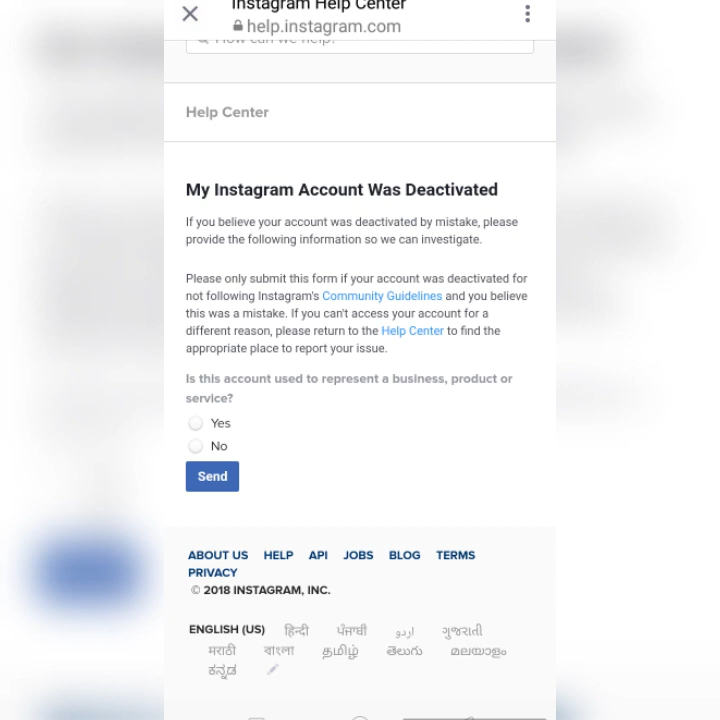 Instagram Help Center
help.instagram.com
How can we help?
Help Center
My Instagram Account Was Deactivated
If you believe your account was deactivated by mistake, please
provide the following information so we can investigate.
Please only submit this form if your account was deactivated for
not following Instagram's Community Guidelines and you believe
this was a mistake. If you can't access your account for a
different reason, please return to the Help Center to find the
appropriate place to report your issue.
Is this account used to represent a business, product or
service?
Yes
No
Send
ABOUT US HELP API JOBS BLOG TERMS
PRIVACY
© 2018 INSTAGRAM, INC.
ENGLISH (US) हिन्दी ਪੰਜਾਬੀ اردو ગુજરાતી
मराठी বাংলা தமிழ் తెలుగు മലയാളം
ಕನ್ನಡ